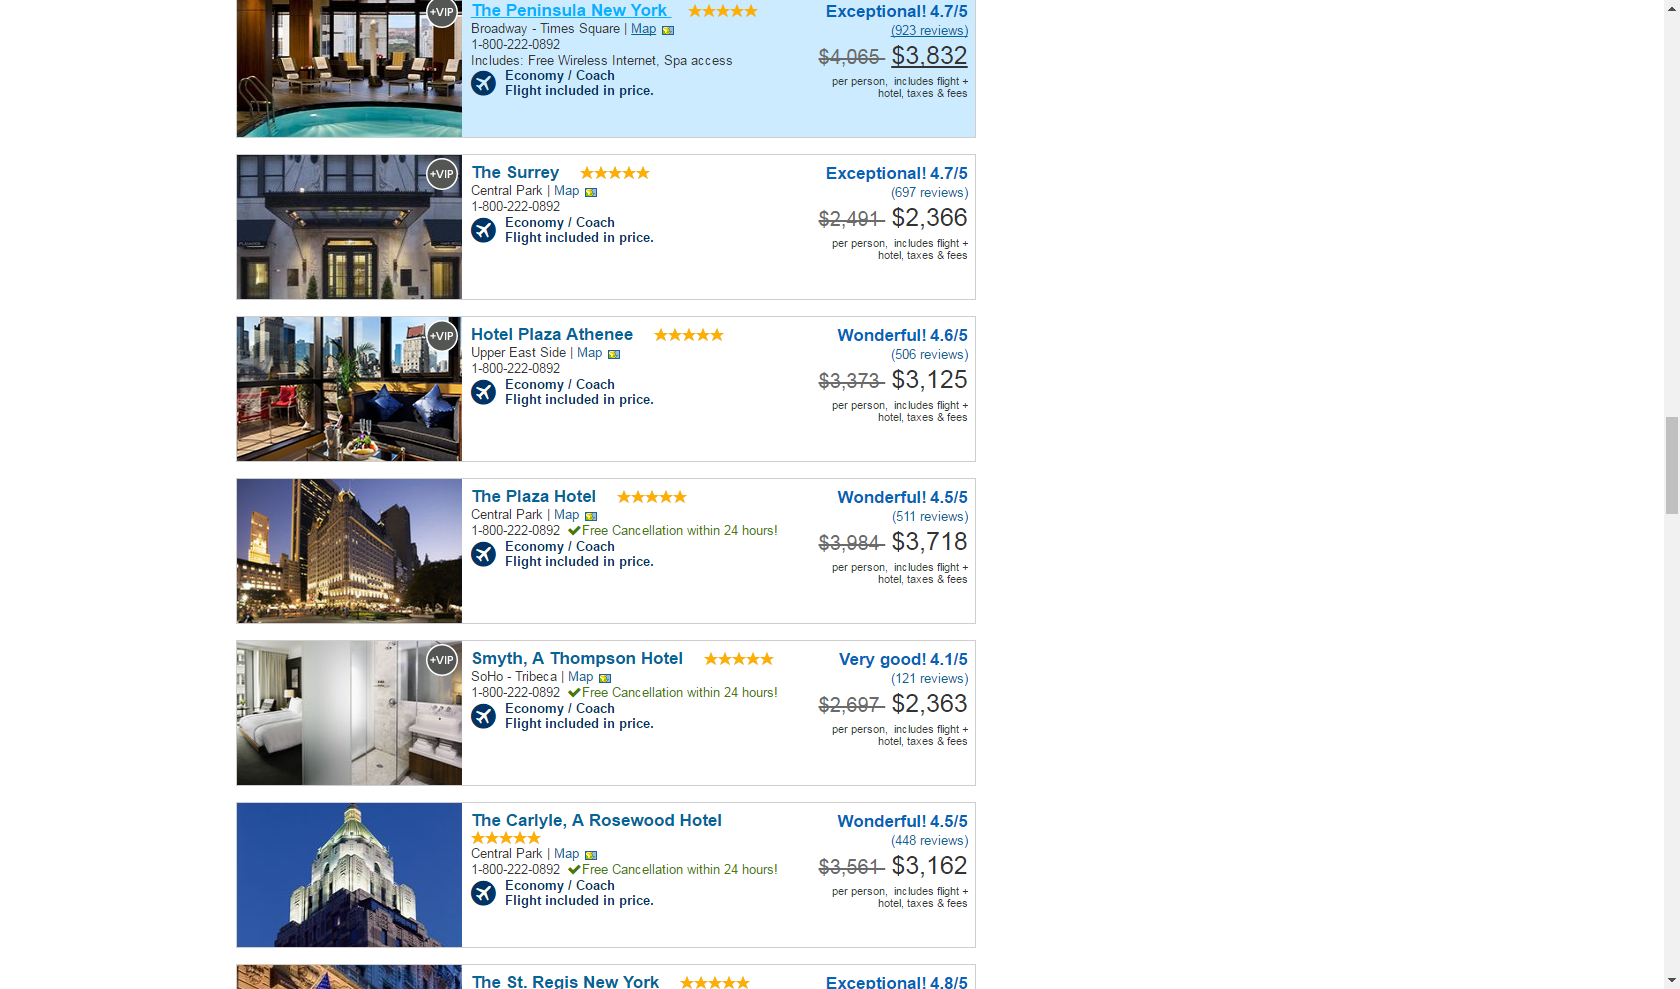 +VIP
The Peninsula New York
Exceptional! 4.7/5
Broadway - Times Square | Map
(923 reviews)
1-800-222-0892
$4,065 $3,832
Includes: Free Wireless Internet, Spa access
Economy / Coach
Flight included in price.
per person, includes flight +
hotel, taxes & fees
+VIP
The Surrey
Exceptional! 4.7/5
Central Park | Map
(697 reviews)
1-800-222-0892
$2,491 $2,366
Economy / Coach
Flight included in price.
per person, includes flight +
hotel, taxes & fees
+VIP
Hotel Plaza Athenee
Wonderful! 4.6/5
Upper East Side | Map
(506 reviews)
1-800-222-0892
$3,373 $3,125
Economy / Coach
Flight included in price.
per person, includes flight +
hotel, taxes & fees
The Plaza Hotel
Wonderful! 4.5/5
Central Park | Map
(511 reviews)
1-800-222-0892 Free Cancellation within 24 hours!
$3,984 $3,718
Economy / Coach
Flight included in price.
per person, includes flight +
hotel, taxes & fees
+VIP
Smyth, A Thompson Hotel
Very good! 4.1/5
SoHo - Tribeca | Map
(121 reviews)
1-800-222-0892 Free Cancellation within 24 hours!
$2,697 $2,363
Economy / Coach
Flight included in price.
per person, includes flight +
hotel, taxes & fees
The Carlyle, A Rosewood Hotel
Wonderful! 4.5/5
(448 reviews)
Central Park | Map
1-800-222-0892 Free Cancellation within 24 hours!
$3,561 $3,162
Economy / Coach
Flight included in price.
per person, includes flight +
hotel, taxes & fees
The St. Regis New York
Exceptional! 4.8/5